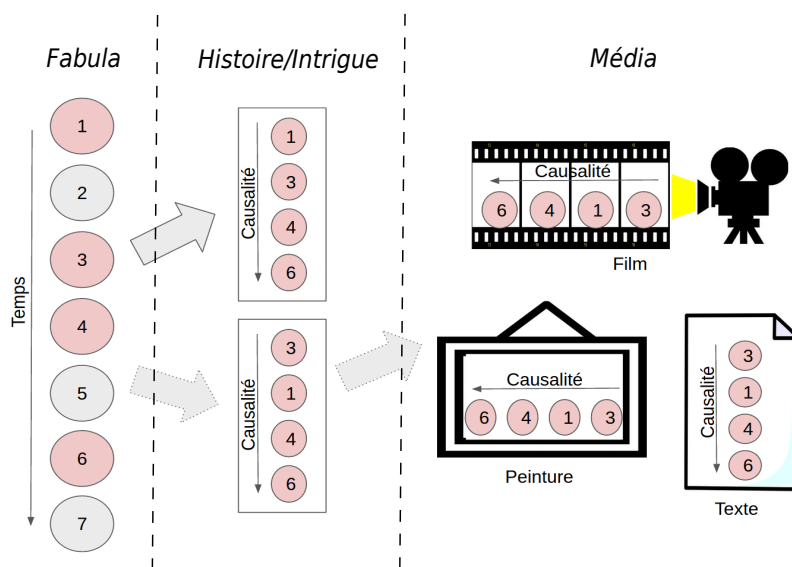 Fabula
Histoire/Intrigue
Média
Temps
1
2
3
4
5
6
7
Causalité
1
3
4
6
Causalité
3
1
4
6
Causalité
6 4 1 3
Film
Causalité
6 4 1 3
Peinture
Causalité
3
1
4
6
Texte